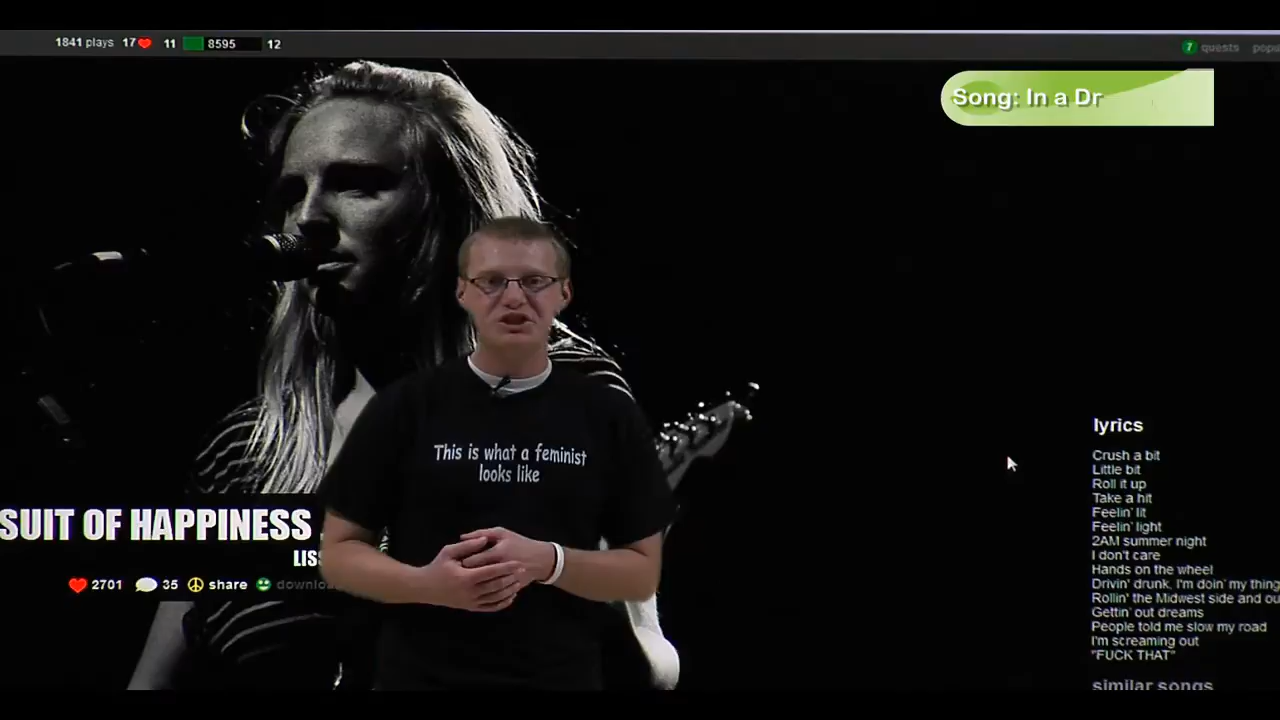 1841 plays 17 11 8595 12
7 quests
Song: In a Dr
This is what a feminist
looks like
SUIT OF HAPPINESS
LISS
2701 35 share
lyrics
Crush a bit
Little bit
Roll it up
Take a hit
Feelin' lit
Feelin' light
2AM summer night
I don't care
Hands on the wheel
Drivin' drunk, I'm doin' my thing
Rollin' the Midwest side and ou
Gettin' out dreams
People told me slow my road
I'm screaming out
"FUCK THAT"
similar songs